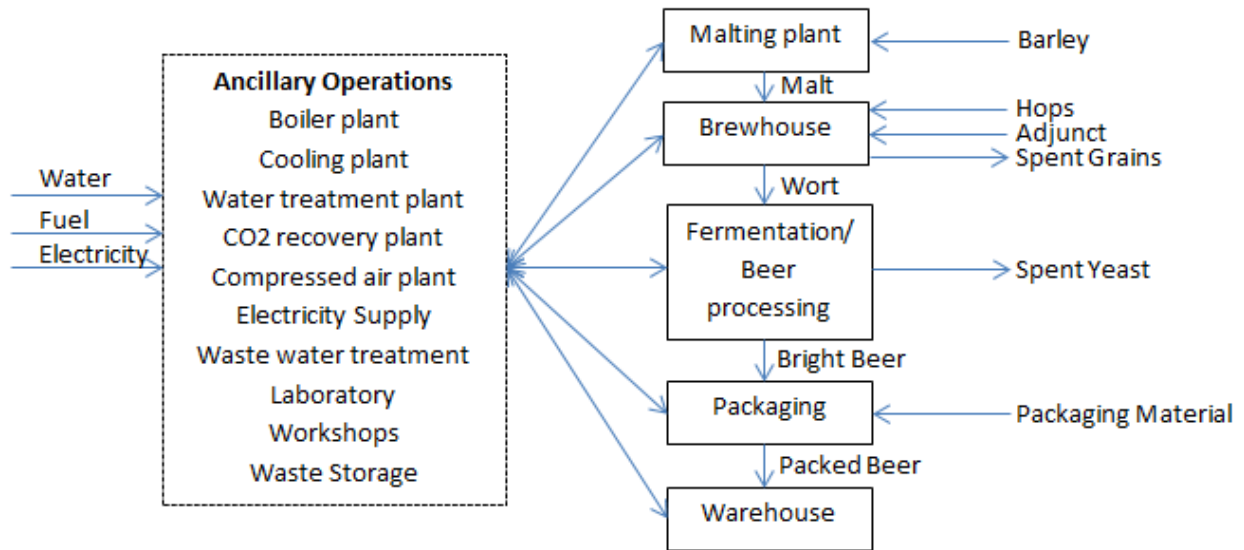 Ancillary Operations
Boiler plant
Cooling plant
Water treatment plant
CO2 recovery plant
Compressed air plant
Electricity Supply
Waste water treatment
Laboratory
Workshops
Waste Storage
Water
Fuel
Electricity
Malting plant
Barley
Malt
Brewhouse
Hops
Adjunct
Spent Grains
Wort
Fermentation/
Beer
processing
Spent Yeast
Bright Beer
Packaging
Packaging Material
Packed Beer
Warehouse